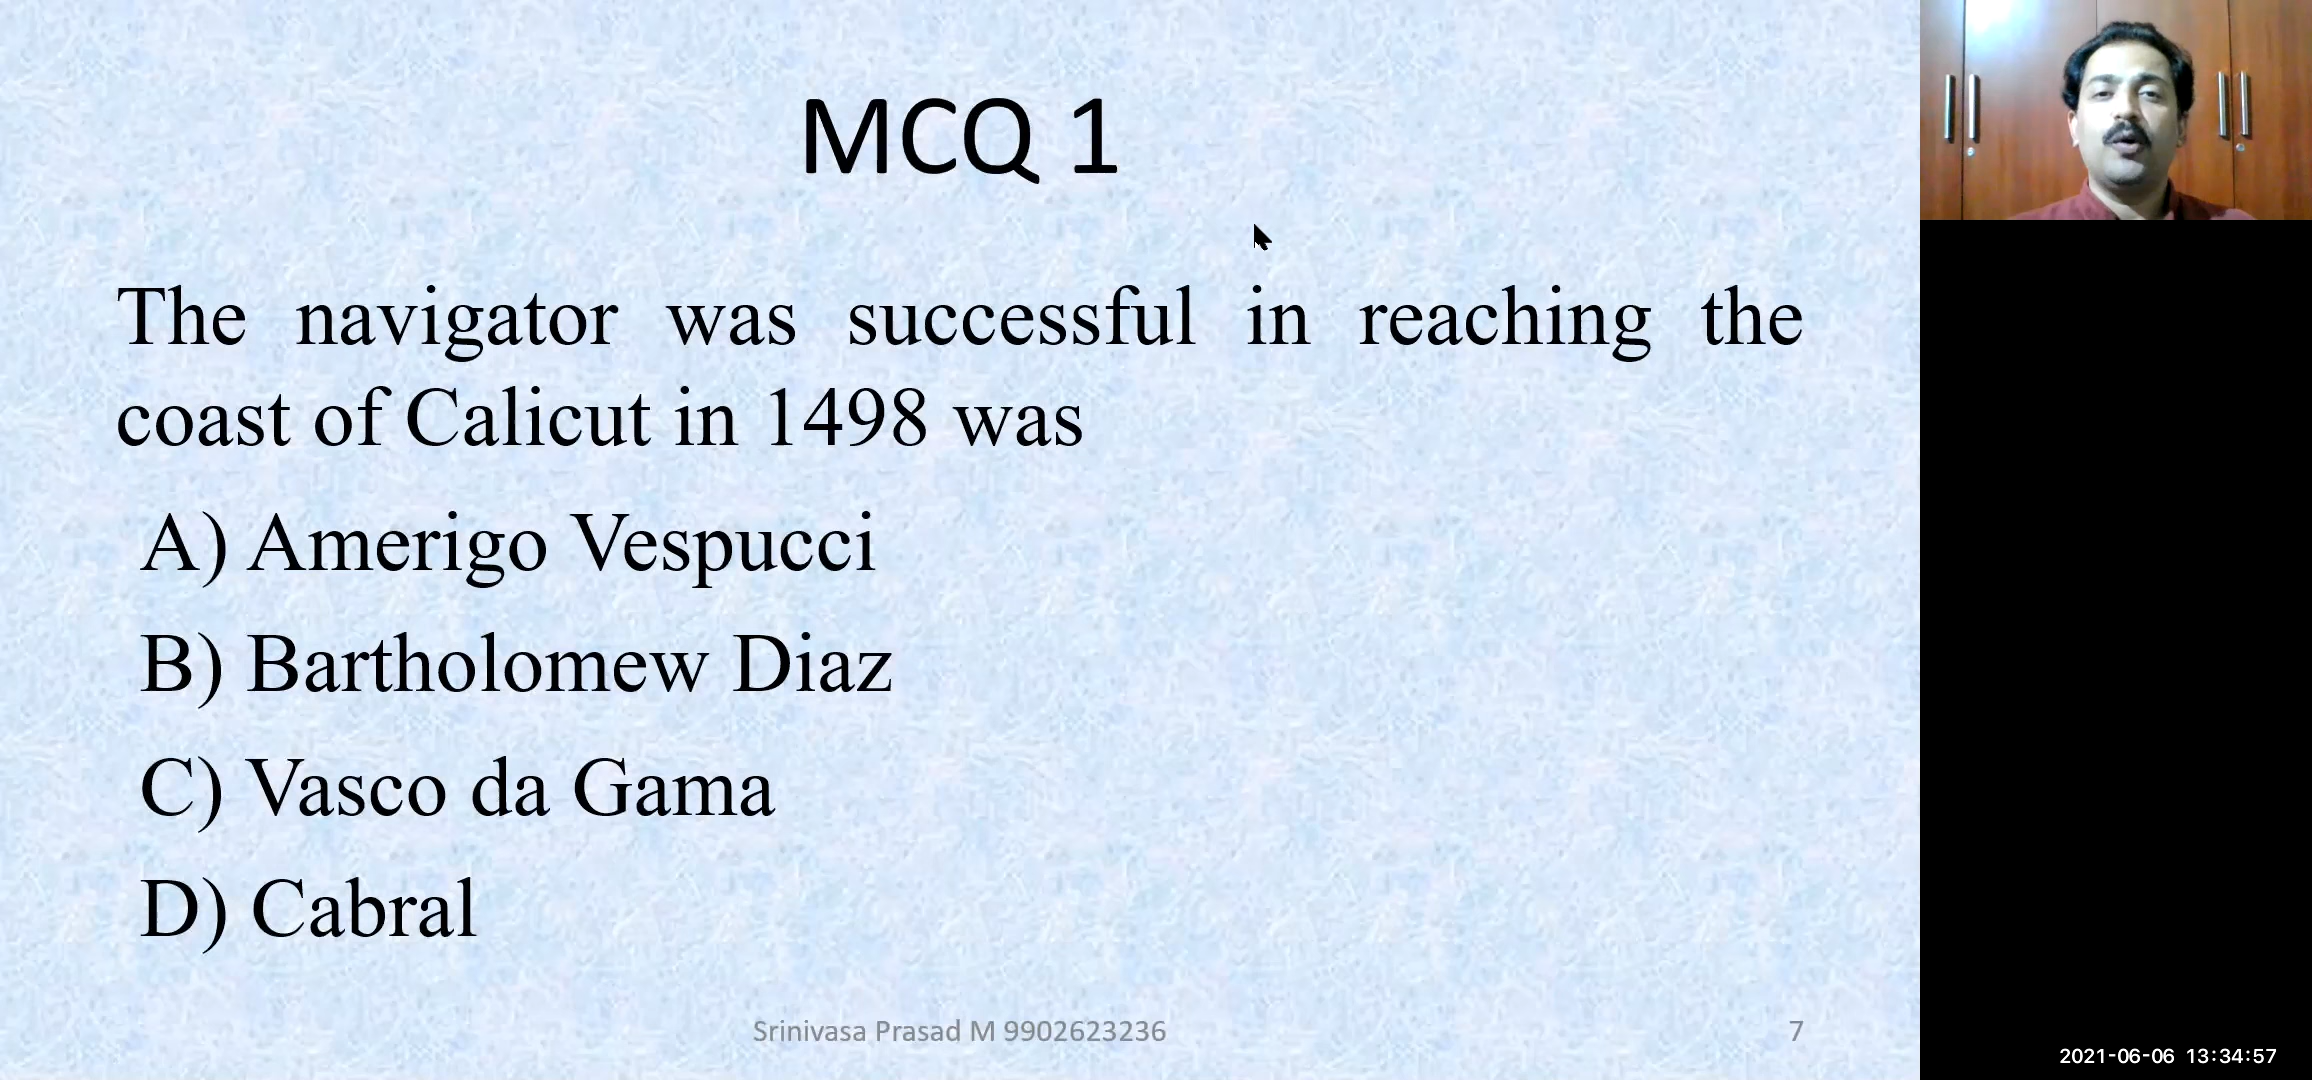 MCQ 1
The navigator was successful in reaching the
coast of Calicut in 1498 was
A) Amerigo Vespucci
B) Bartholomew Diaz
C) Vasco da Gama
D) Cabral
Srinivasa Prasad M 9902623236
7
2021-06-06 13:34:57